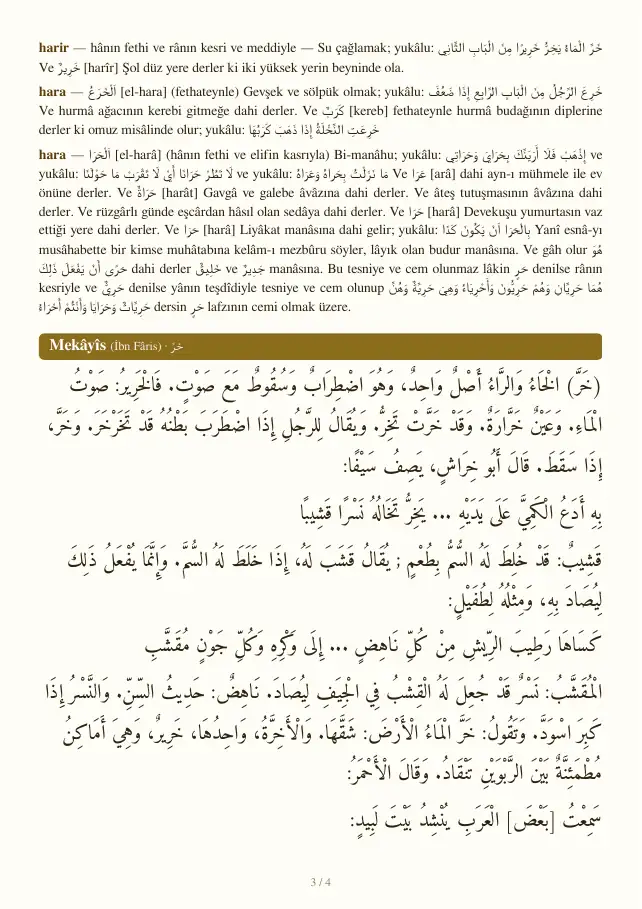 harir — hânın fethi ve rânın kesri ve meddiyle — Su çağlamak; yukâlu: خَرَّ الْمَاءُ يَخِرُّ خَرِيرًا مِنَ الْبَابِ الثَّانِي
Ve خَرِيرٌ [harîr] Şol düz yere derler ki iki yüksek yerin beyninde ola.
hara — اَلْخَرَعُ [el-hara] (fethateynle) Gevşek ve sölpük olmak; yukâlu: خَرِعَ الرَّجُلُ مِنَ الْبَابِ الرَّابِعِ إِذَا ضَعُفَ
Ve hurmâ ağacının kerebi gitmeğe dahi derler. Ve كَرَبٌ [kereb] fethateynle hurmâ budağının diplerine
derler ki omuz misâlinde olur; yukâlu: خَرِعَتِ النَّخْلَةُ إِذَا ذَهَبَ كَرَبُهَا
hara — اَلْحَرَا [el-harâ] (hânın fethi ve elifin kasrıyla) Bi-manâhu; yukâlu: إِذْهَبْ فَلَا أَرَيَنَّكَ بِحَرَايَ وَحَرَاتِي ve
yukâlu: لَا تَطُرْ حَرَانَا أَيْ لَا تَقْرَبْ مَا حَوْلَنَا ve yukâlu: مَا نَزَلْتُ بِحَرَاهُ وَعَرَاهُ Ve عَرَا [arâ] dahi ayn-ı mühmele ile ev
önüne derler. Ve حَرَاةٌ [harât] Gavgâ ve galebe âvâzına dahi derler. Ve âteş tutuşmasının âvâzına dahi
derler. Ve rüzgârlı günde eşcârdan hâsıl olan sedâya dahi derler. Ve حَرَا [harâ] Devekuşu yumurtasın vaz
ettiği yere dahi derler. Ve حَرَا [harâ] Liyâkat manâsına dahi gelir; yukâlu: بِالْحَرَا أَنْ يَكُونَ كَذَا Yanî esnâ-yı
musâhabette bir kimse muhâtabına kelâm-ı mezbûru söyler, lâyık olan budur manâsına. Ve gâh olur هُوَ
حَرًى أَنْ يَفْعَلَ ذَلِكَ dahi derler خَلِيقٌ ve جَدِيرٌ manâsına. Bu tesniye ve cem olunmaz lâkin حَرٍ denilse rânın
kesriyle ve حَرِيٌّ denilse yânın teşdîdiyle tesniye ve cem olunup هُمَا حَرِيَّانِ وَهُمْ حَرِيُّونَ وَأَحْرِيَاءُ وَهِيَ حَرِيَّةٌ وَهُنَّ
حَرِيَّاتٌ وَحَرَايَا وَأَنْتُمْ أَحْرَاءُ dersin حَرٍ lafzının cemi olmak üzere.
Mekâyîs (İbn Fâris) · خَرَّ
(خَرَّ) الْخَاءُ وَالرَّاءُ أَصْلٌ وَاحِدٌ، وَهُوَ اضْطِرَابٌ وَسُقُوطٌ مَعَ صَوْتٍ. فَالْخَرِيرُ: صَوْتُ
الْمَاءِ. وَعَيْنٌ خَرَّارَةٌ. وَقَدْ خَرَّتْ تَخِرُّ. وَيُقَالُ لِلرَّجُلِ إِذَا اضْطَرَبَ بَطْنُهُ قَدْ تَخَرْخَرَ. وَخَرَّ،
إِذَا سَقَطَ. قَالَ أَبُو خِرَاشٍ، يَصِفُ سَيْفًا:
بِهِ أَدَعُ الْكَمِيَّ عَلَى يَدَيْهِ ... يَخِرُّ تَخَالُهُ نَسْرًا قَشِيبًا
قَشِيبٌ: قَدْ خُلِطَ لَهُ السُّمُّ بِطُعْمٍ ; يُقَالُ قَشَبَ لَهُ، إِذَا خَلَطَ لَهُ السُّمَّ. وَإِنَّمَا يُفْعَلُ ذَلِكَ
لِيُصَادَ بِهِ، وَمِثْلُهُ لِطُفَيْلٍ:
كَسَاهَا رَطِيبَ الرِّيشِ مِنْ كُلِّ نَاهِضٍ ... إِلَى وَكْرِهِ وَكُلِّ جَوْنٍ مُقَشَّبِ
الْمُقَشَّبُ: نَسْرٌ قَدْ جُعِلَ لَهُ الْقَشْبُ فِي الْجِيَفِ لِيُصَادَ. نَاهِضٌ: حَدِيثُ السِّنِّ. وَالنَّسْرُ إِذَا
كَبِرَ اسْوَدَّ. وَتَقُولُ: خَرَّ الْمَاءُ الْأَرْضَ: شَقَّهَا. وَالْأَخِرَّةُ، وَاحِدُهَا، خَرِيرٌ، وَهِيَ أَمَاكِنُ
مُطْمَئِنَّةٌ بَيْنَ الرَّبْوَيْنِ تَنْقَادُ. وَقَالَ الْأَحْمَرُ:
سَمِعْتُ [بَعْضَ] الْعَرَبِ يُنْشِدُ بَيْتَ لَبِيدٍ:
3 / 4